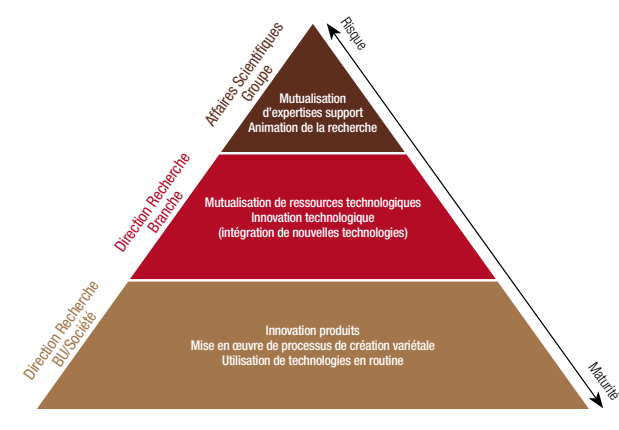 Affaires Scientifiques
Groupe
Risque
Mutualisation
d'expertises support
Animation de la recherche
Direction Recherche
Branche
Mutualisation de ressources technologiques
Innovation technologique
(intégration de nouvelles technologies)
Direction Recherche
BU/Société
Innovation produits
Mise en œuvre de processus de création variétale
Utilisation de technologies en routine
Maturité